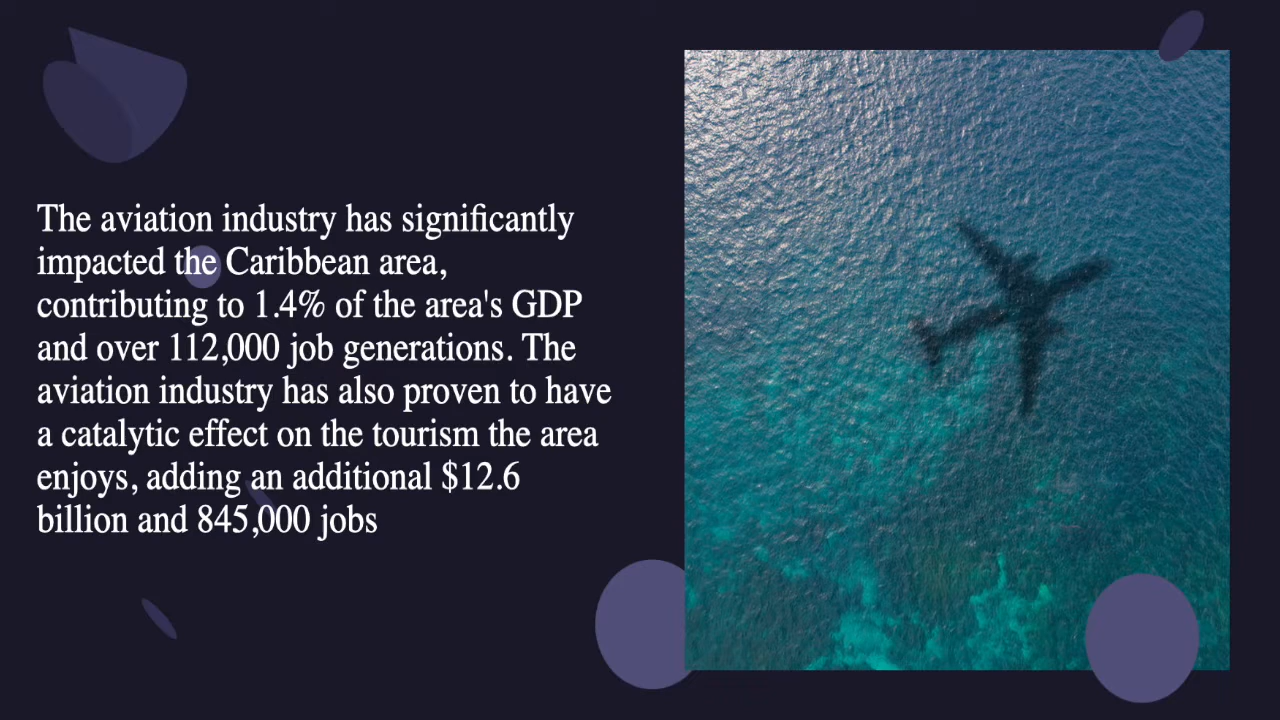 The aviation industry has significantly
impacted the Caribbean area,
contributing to 1.4% of the area's GDP
and over 112,000 job generations. The
aviation industry has also proven to have
a catalytic effect on the tourism the area
enjoys, adding an additional $12.6
billion and 845,000 jobs